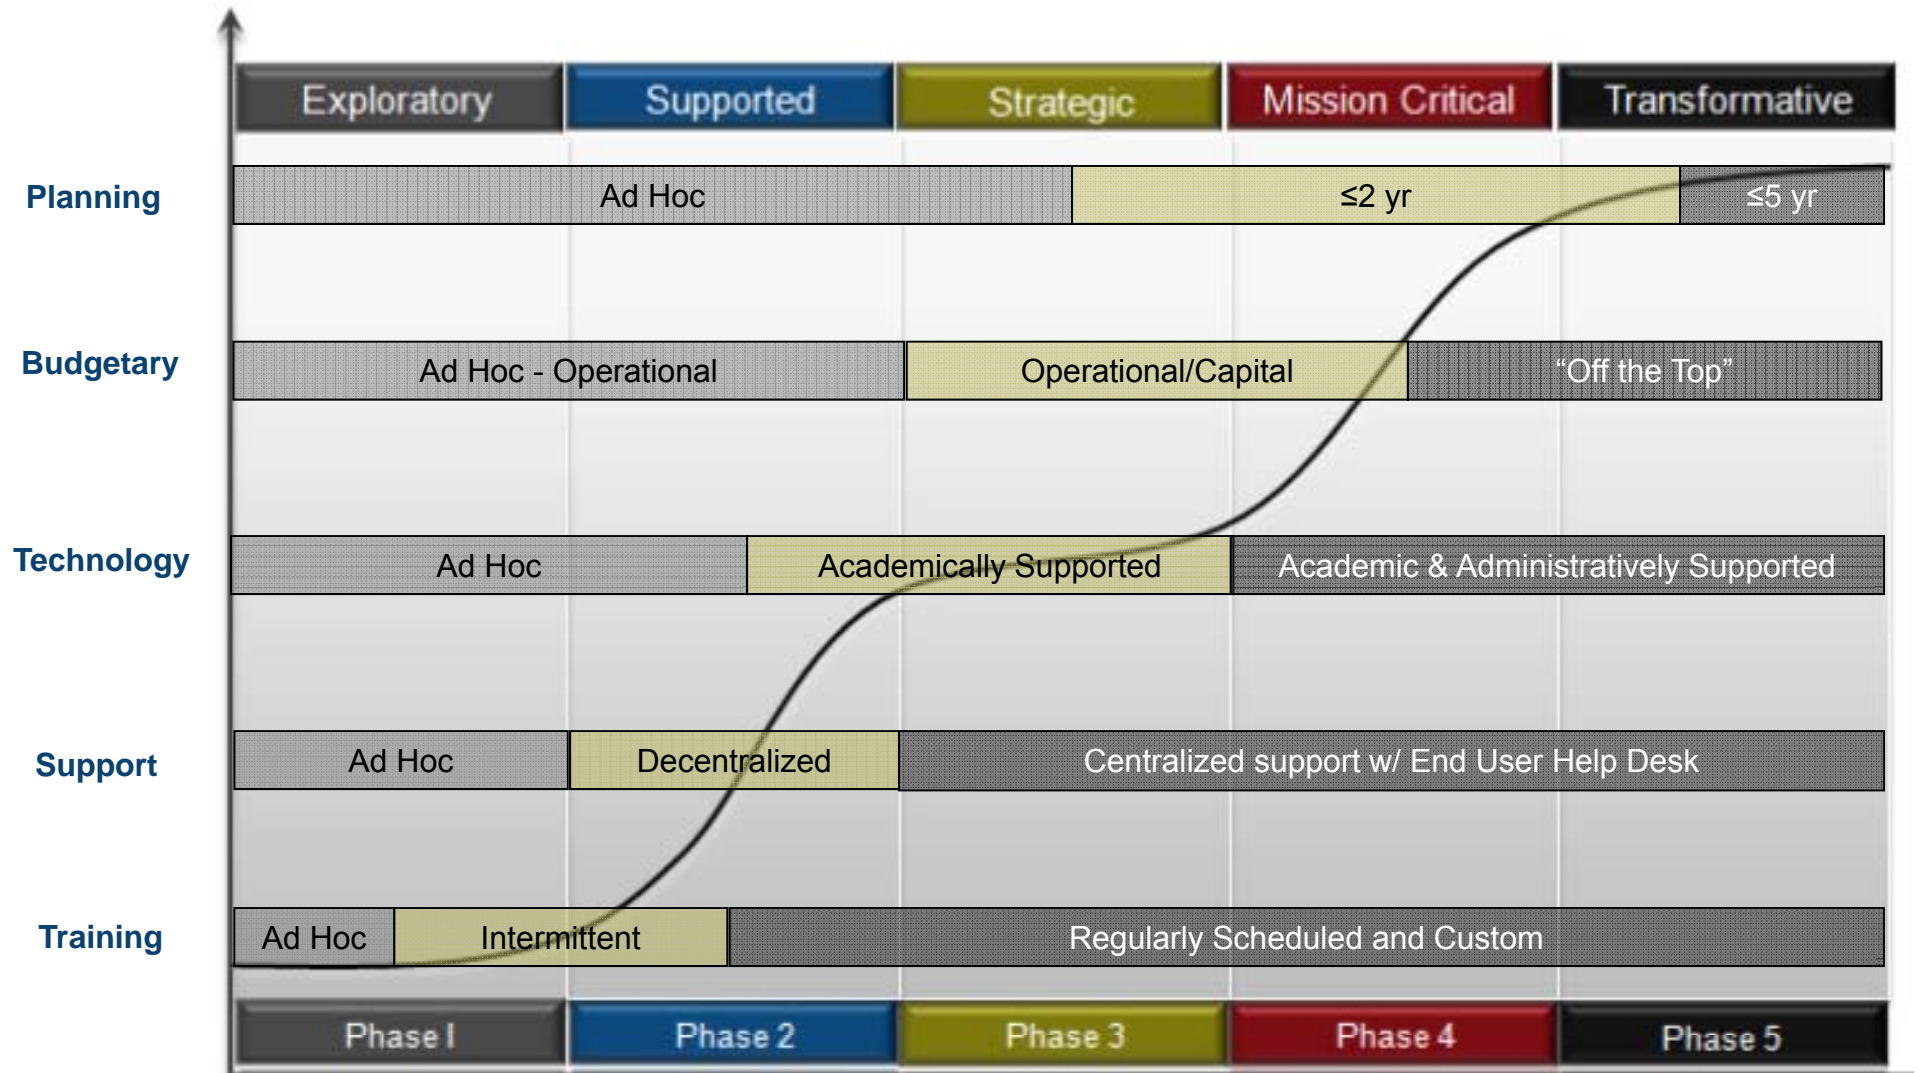 Exploratory Supported Strategic Mission Critical Transformative
Planning Ad Hoc ≤2 yr ≤5 yr
Budgetary Ad Hoc - Operational Operational/Capital “Off the Top”
Technology Ad Hoc Academically Supported Academic & Administratively Supported
Support Ad Hoc Decentralized Centralized support w/ End User Help Desk
Training Ad Hoc Intermittent Regularly Scheduled and Custom
Phase I Phase 2 Phase 3 Phase 4 Phase 5